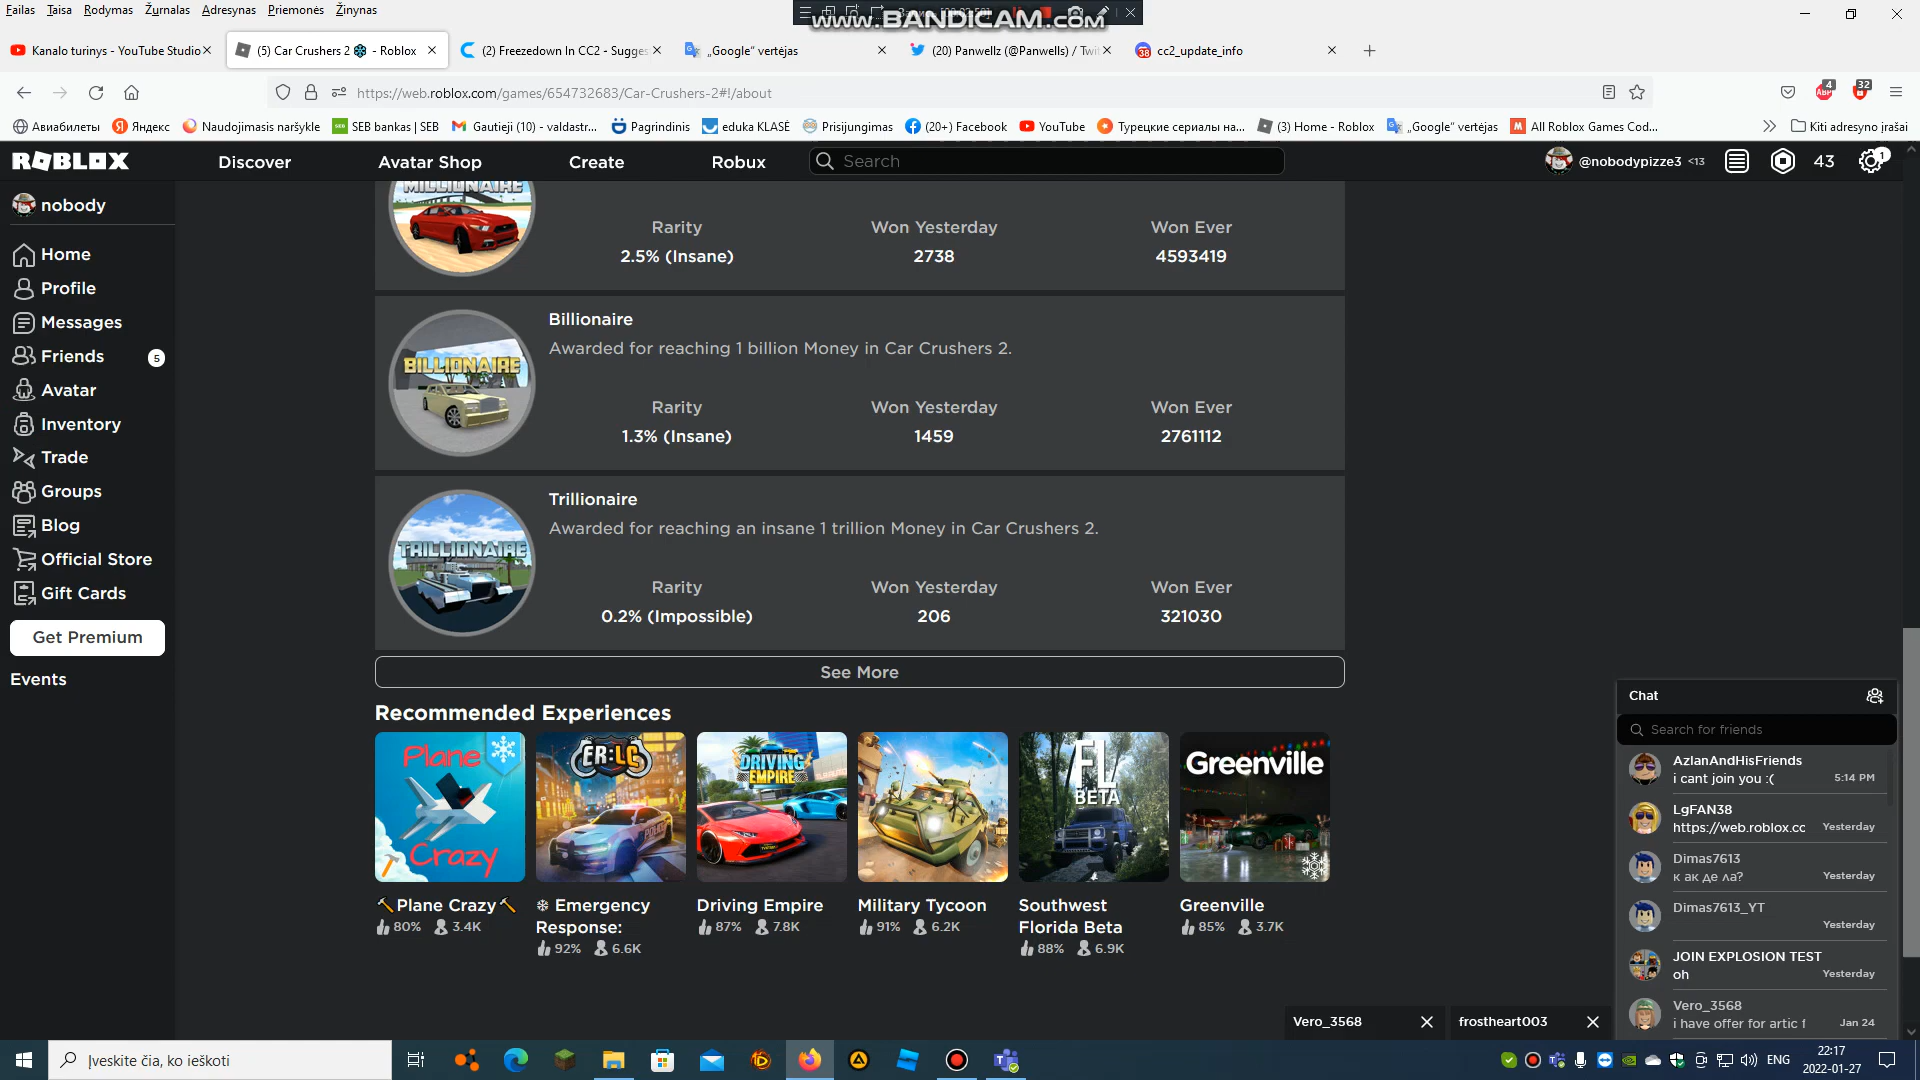 Failas Taisa Rodymas Žurnalas Adresynas Priemonės Žinynas
www.BANDICAM.com
Kanalo turinys - YouTube Studio
(5) Car Crushers 2 - Roblox
(2) Freezedown In CC2 - Sugges
„Google“ vertėjas
(20) Panwellz (@Panwells) / Twit
cc2_update_info
https://web.roblox.com/games/654732683/Car-Crushers-2#!/about
4
32
Авиабилеты
Яндекс
Naudojimasis naršykle
SEB bankas | SEB
Gautieji (10) - valdastr...
Pagrindinis
eduka KLASĖ
Prisijungimas
(20+) Facebook
YouTube
Турецкие сериалы на...
(3) Home - Roblox
„Google“ vertėjas
All Roblox Games Cod...
Kiti adresyno įrašai
ROBLOX
Discover
Avatar Shop
Create
Robux
Search
@nobodypizze3 <13
43
1
nobody
Home
Profile
Messages
Friends 5
Avatar
Inventory
Trade
Groups
Blog
Official Store
Gift Cards
Get Premium
Events
MILLIONAIRE
Rarity Won Yesterday Won Ever
2.5% (Insane) 2738 4593419
BILLIONAIRE
Billionaire
Awarded for reaching 1 billion Money in Car Crushers 2.
Rarity Won Yesterday Won Ever
1.3% (Insane) 1459 2761112
TRILLIONAIRE
Trillionaire
Awarded for reaching an insane 1 trillion Money in Car Crushers 2.
Rarity Won Yesterday Won Ever
0.2% (Impossible) 206 321030
See More
Recommended Experiences
Plane
Crazy
ER:LC
POLICE
DRIVING
EMPIRE
FL
BETA
Greenville
Plane Crazy
80% 3.4K
Emergency
Response:
92% 6.6K
Driving Empire
87% 7.8K
Military Tycoon
91% 6.2K
Southwest
Florida Beta
88% 6.9K
Greenville
85% 3.7K
Chat
Search for friends
AzlanAndHisFriends
i cant join you :( 5:14 PM
LgFAN38
https://web.roblox.cc Yesterday
Dimas7613
к ак де ла? Yesterday
Dimas7613_YT
Yesterday
JOIN EXPLOSION TEST
oh Yesterday
Vero_3568
i have offer for artic f Jan 24
Vero_3568
frostheart003
Įveskite čia, ko ieškoti
ENG
22:17
2022-01-27